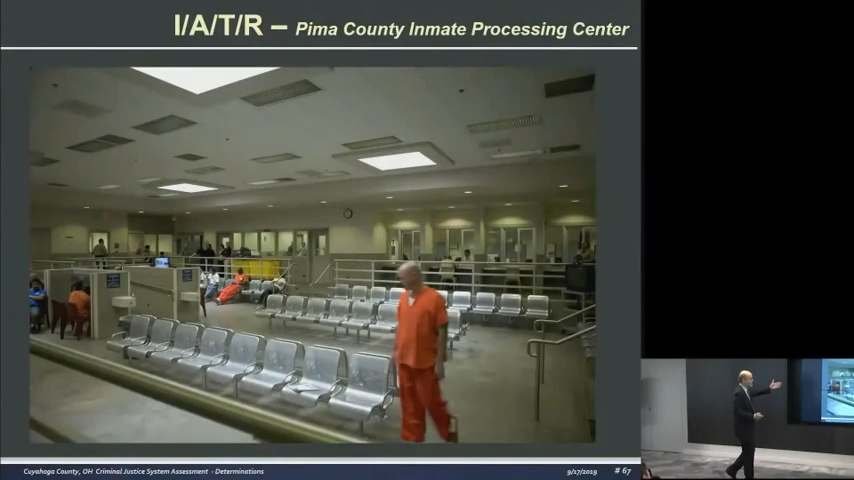 I/A/T/R – Pima County Inmate Processing Center
Cuyahoga County, OH Criminal Justice System Assessment - Determinations 9/17/2019 # 67